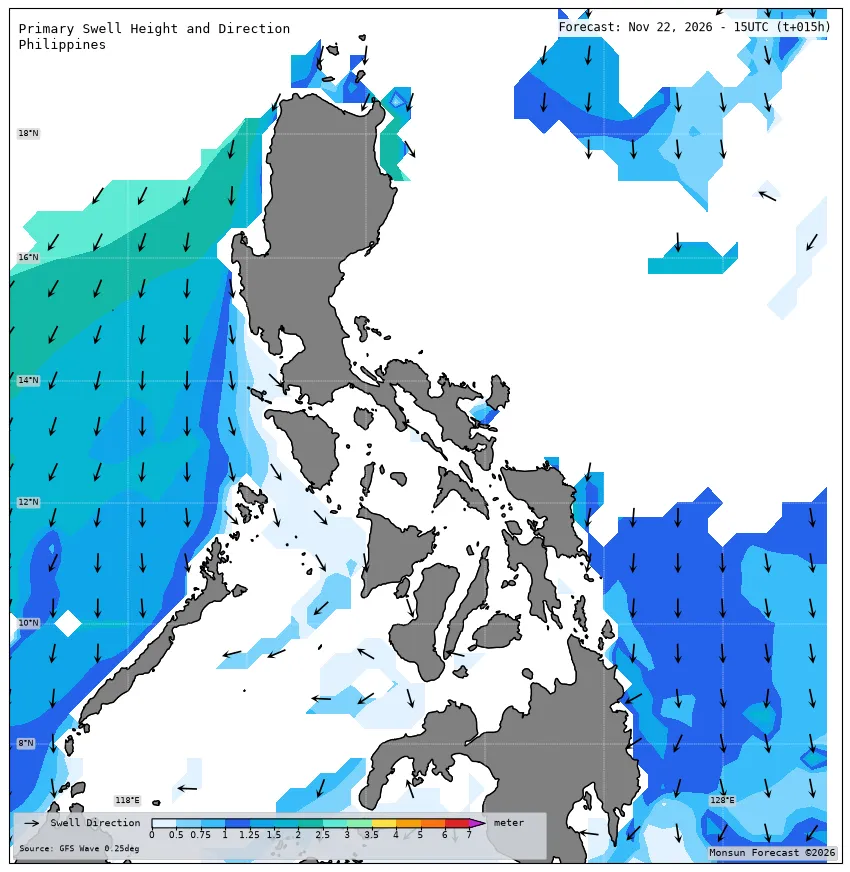 Primary Swell Height and Direction
Philippines
Forecast: Nov 22, 2026 - 15UTC (t+015h)
18°N
16°N
14°N
12°N
10°N
8°N
118°E
128°E
Swell Direction
0 0.5 0.75 1 1.25 1.5 2 2.5 3 3.5 4 5 6 7
meter
Source: GFS Wave 0.25deg
Monsun Forecast ©2026